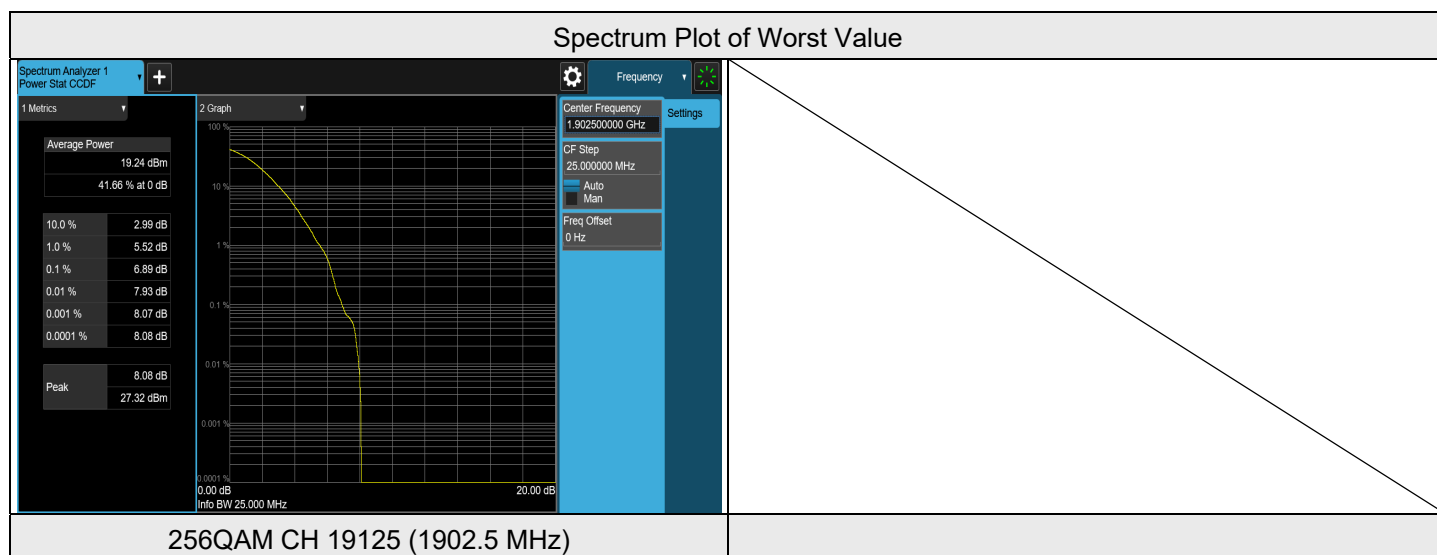 Spectrum Plot of Worst Value
Spectrum Analyzer 1
Power Stat CCDF
Frequency
1 Metrics
2 Graph
Center Frequency
1.902500000 GHz
Settings
CF Step
25.000000 MHz
Auto
Man
Freq Offset
0 Hz
Average Power
19.24 dBm
41.66 % at 0 dB
10.0 % 2.99 dB
1.0 % 5.52 dB
0.1 % 6.89 dB
0.01 % 7.93 dB
0.001 % 8.07 dB
0.0001 % 8.08 dB
Peak 8.08 dB
27.32 dBm
100 %
10 %
1 %
0.1 %
0.01 %
0.001 %
0.0001 %
0.00 dB 20.00 dB
Info BW 25.000 MHz
256QAM CH 19125 (1902.5 MHz)